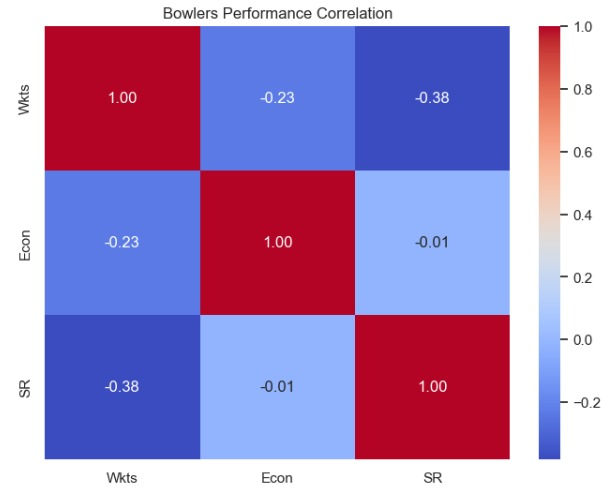 Bowlers Performance Correlation
Wkts 1.00 -0.23 -0.38
Econ -0.23 1.00 -0.01
SR -0.38 -0.01 1.00
Wkts Econ SR
1.0
0.8
0.6
0.4
0.2
0.0
−0.2